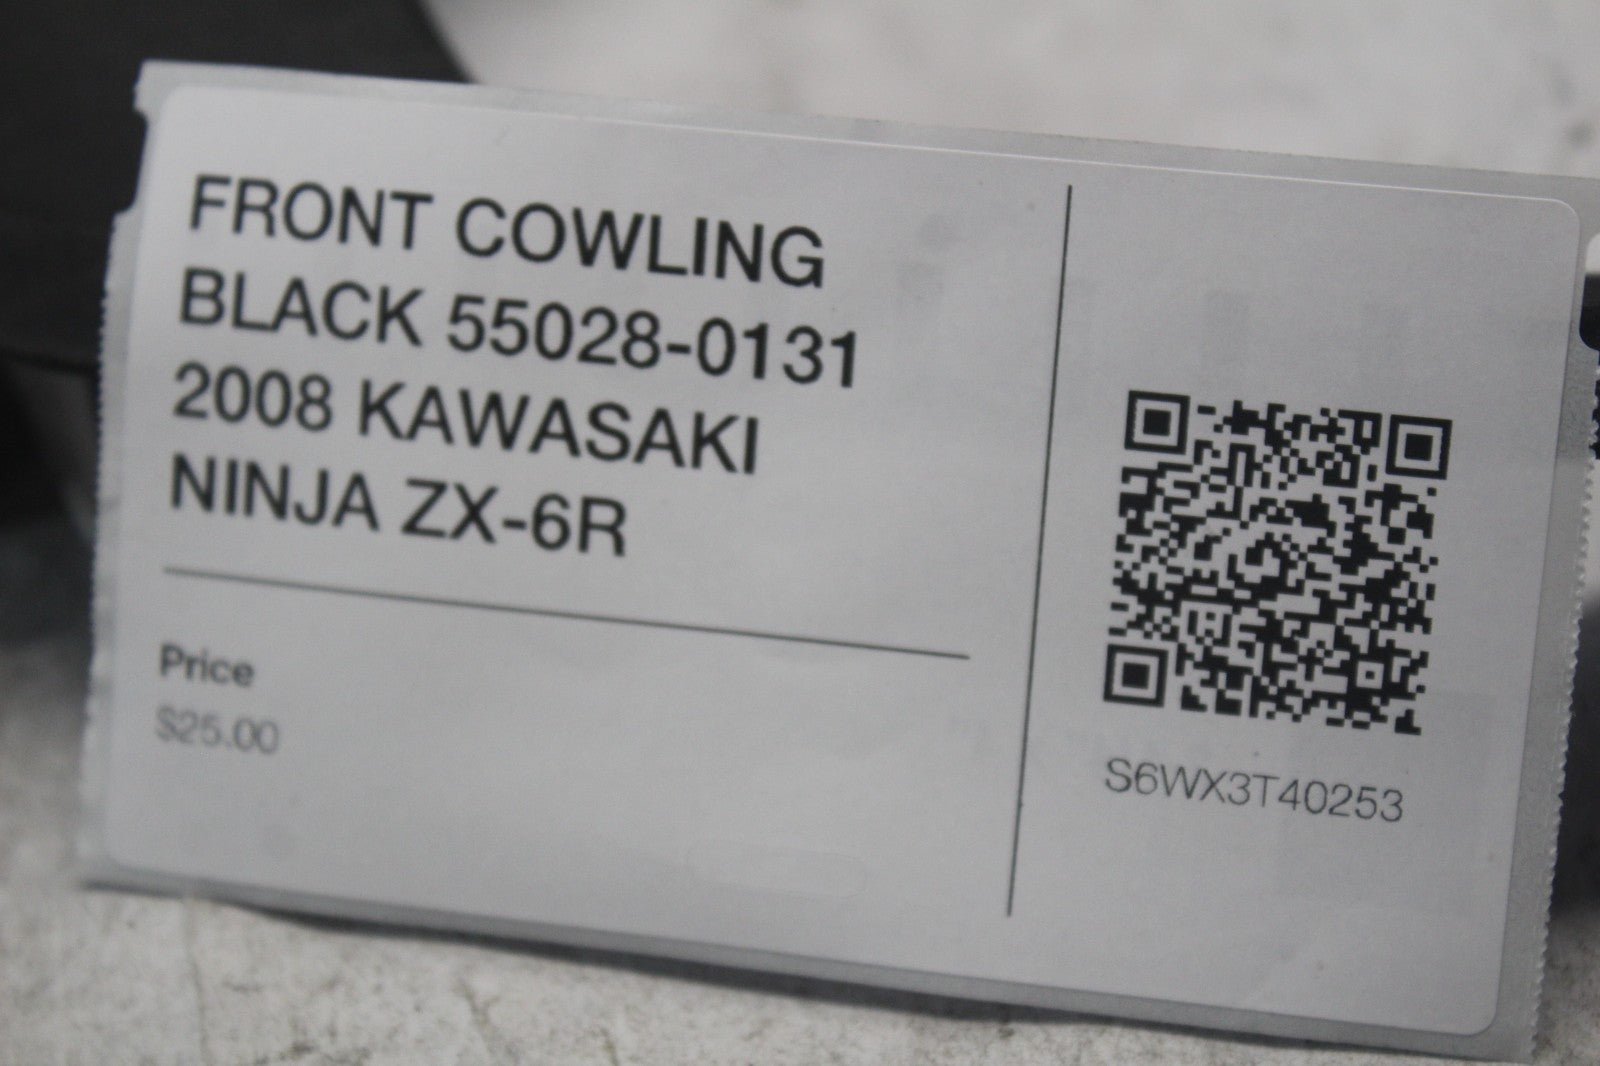 FRONT COWLING
BLACK 55028-0131
2008 KAWASAKI
NINJA ZX-6R
Price
$25.00
S6WX3T40253